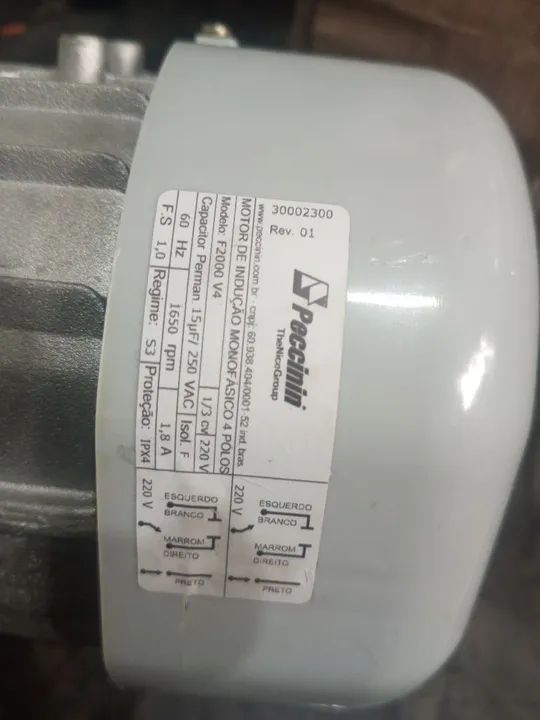 30002300
Rev. 01
Peccinin
TheNiceGroup
www.peccinin.com.br - cnpj: 60.938.404/0001-52 ind. bras
MOTOR DE INDUÇÃO MONOFÁSICO 4 POLOS
Modelo: F2000 V4 1/3 cv 220 V
Capacitor Perman 15µF/ 250 VAC Isol. F
60 Hz 1650 rpm 1,8 A
F.S 1,0 Regime: S3 Proteção: IPX4
220 V
ESQUERDO
BRANCO
MARROM
DIREITO
PRETO
220 V
ESQUERDO
BRANCO
MARROM
DIREITO
PRETO